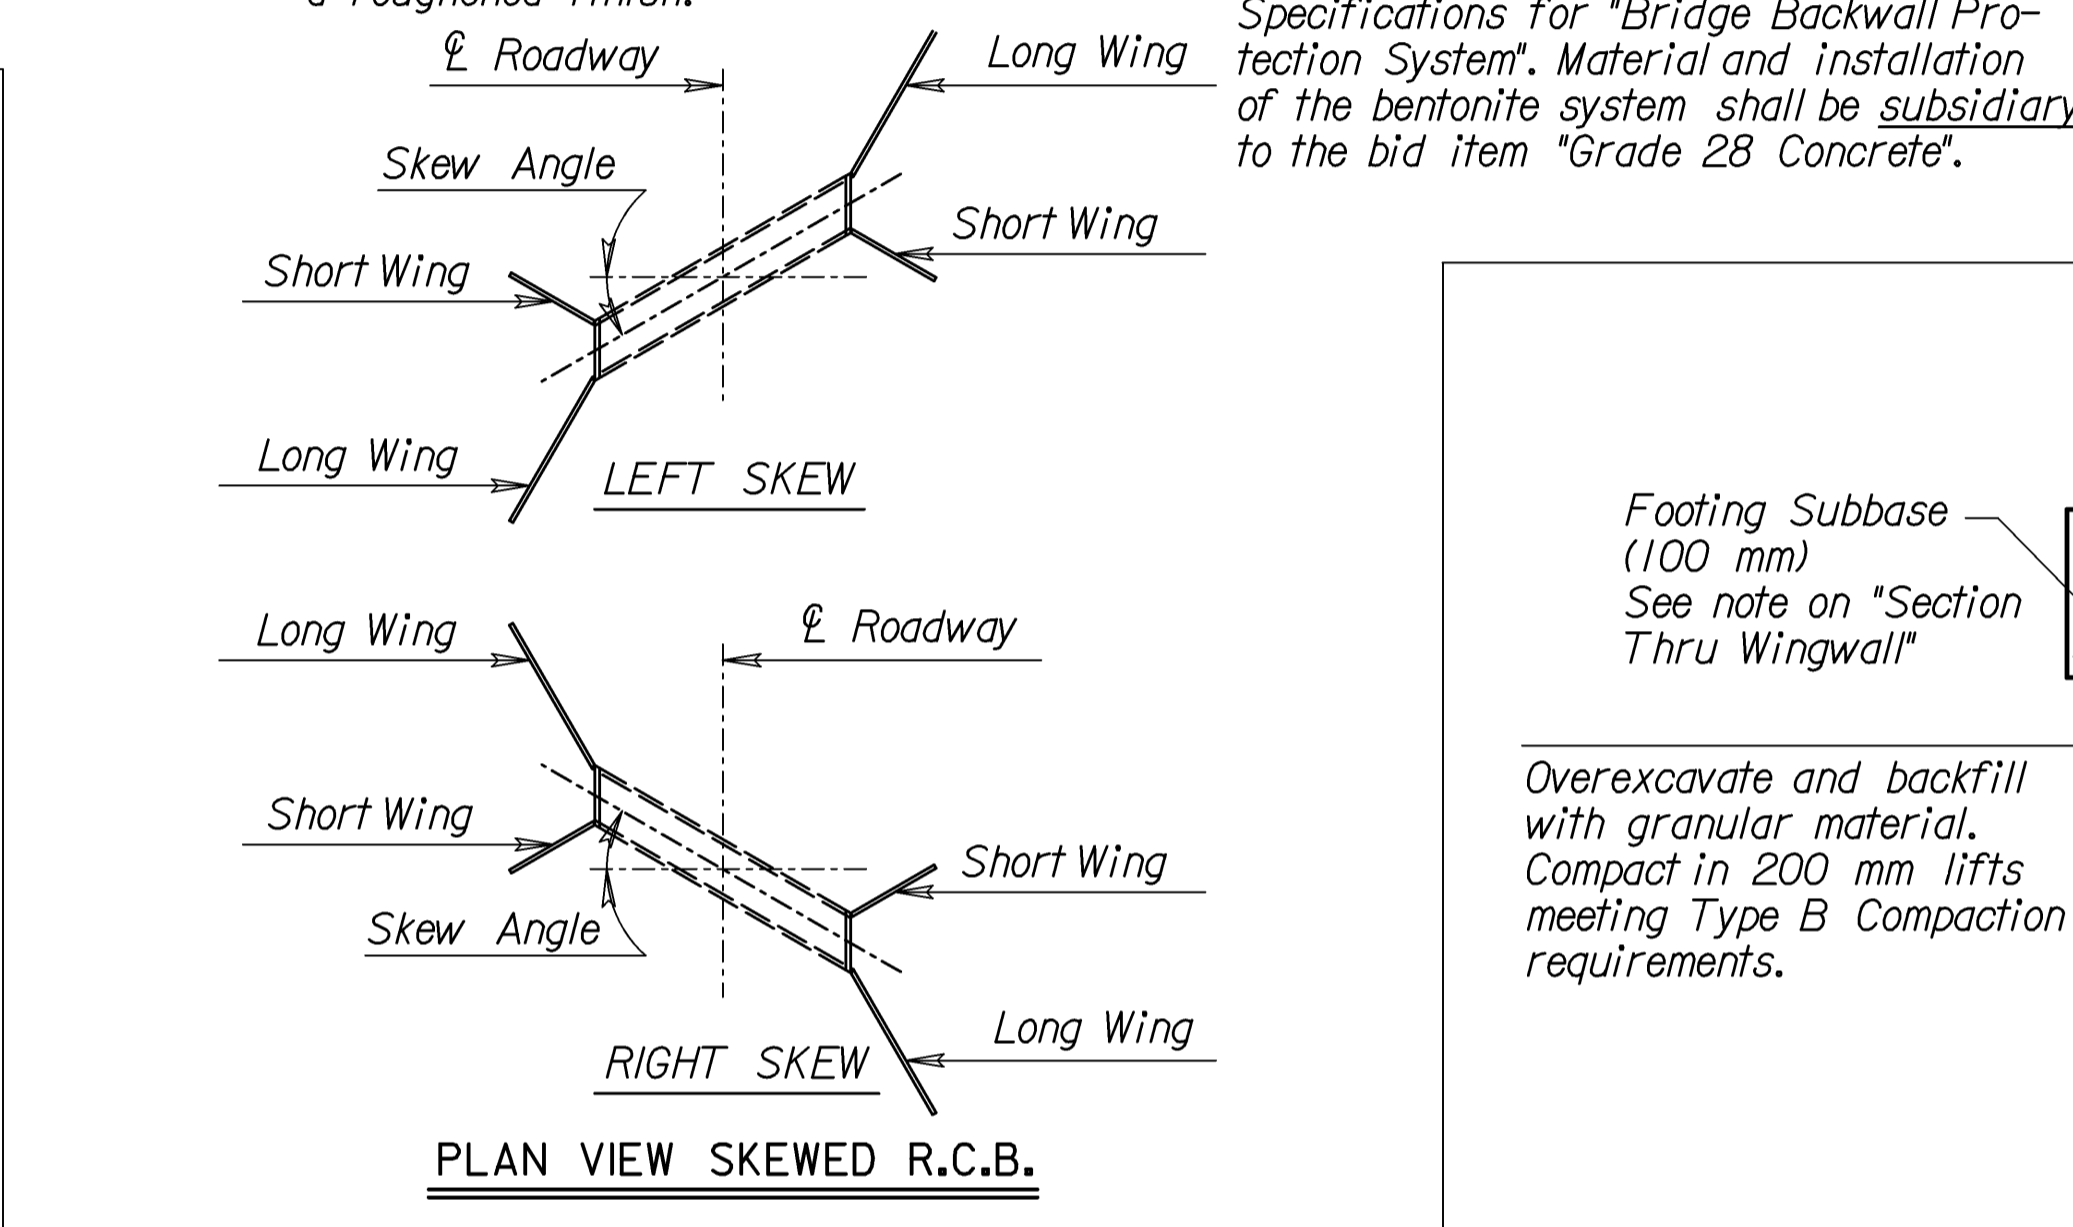 a roughened finish.
℄ Roadway
Long Wing
Skew Angle
Short Wing
Short Wing
Long Wing
LEFT SKEW
Long Wing
℄ Roadway
Short Wing
Short Wing
Skew Angle
Long Wing
RIGHT SKEW
PLAN VIEW SKEWED R.C.B.
Specifications for "Bridge Backwall Pro-
tection System". Material and installation
of the bentonite system shall be subsidiary
to the bid item "Grade 28 Concrete".
Footing Subbase
(100 mm)
See note on "Section
Thru Wingwall"
Overexcavate and backfill
with granular material.
Compact in 200 mm lifts
meeting Type B Compaction
requirements.